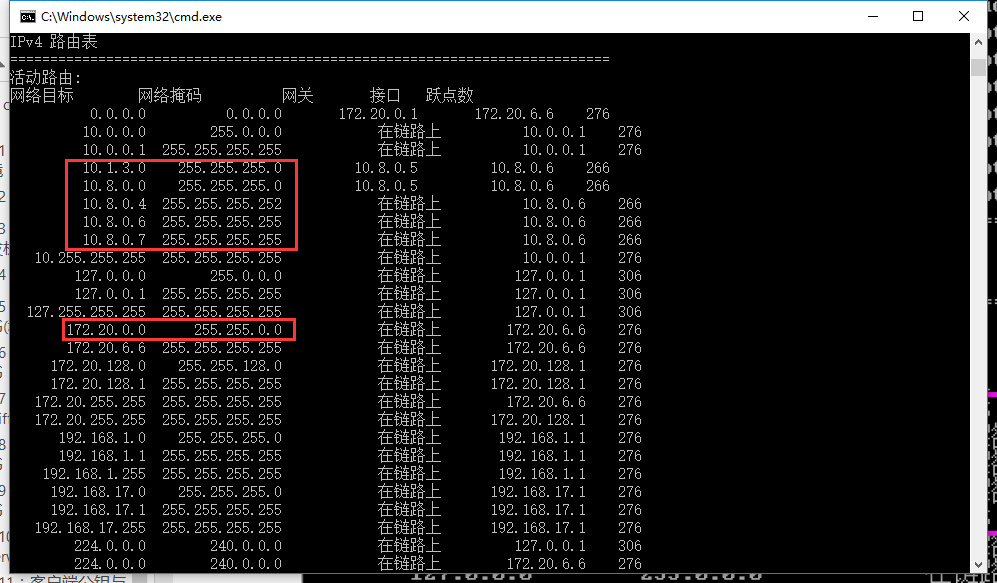 C:\Windows\system32\cmd.exe
IPv4 路由表
===========================================================================
活动路由:
网络目标 网络掩码 网关 接口 跃点数
0.0.0.0 0.0.0.0 172.20.0.1 172.20.6.6 276
10.0.0.0 255.0.0.0 在链路上 10.0.0.1 276
10.0.0.1 255.255.255.255 在链路上 10.0.0.1 276
10.1.3.0 255.255.255.0 10.8.0.5 10.8.0.6 266
10.8.0.0 255.255.255.0 10.8.0.5 10.8.0.6 266
10.8.0.4 255.255.255.252 在链路上 10.8.0.6 266
10.8.0.6 255.255.255.255 在链路上 10.8.0.6 266
10.8.0.7 255.255.255.255 在链路上 10.8.0.6 266
10.255.255.255 255.255.255.255 在链路上 10.0.0.1 276
127.0.0.0 255.0.0.0 在链路上 127.0.0.1 306
127.0.0.1 255.255.255.255 在链路上 127.0.0.1 306
127.255.255.255 255.255.255.255 在链路上 127.0.0.1 306
172.20.0.0 255.255.0.0 在链路上 172.20.6.6 276
172.20.6.6 255.255.255.255 在链路上 172.20.6.6 276
172.20.128.0 255.255.128.0 在链路上 172.20.128.1 276
172.20.128.1 255.255.255.255 在链路上 172.20.128.1 276
172.20.255.255 255.255.255.255 在链路上 172.20.6.6 276
172.20.255.255 255.255.255.255 在链路上 172.20.128.1 276
192.168.1.0 255.255.255.0 在链路上 192.168.1.1 276
192.168.1.1 255.255.255.255 在链路上 192.168.1.1 276
192.168.1.255 255.255.255.255 在链路上 192.168.1.1 276
192.168.17.0 255.255.255.0 在链路上 192.168.17.1 276
192.168.17.1 255.255.255.255 在链路上 192.168.17.1 276
192.168.17.255 255.255.255.255 在链路上 192.168.17.1 276
224.0.0.0 240.0.0.0 在链路上 127.0.0.1 306
224.0.0.0 240.0.0.0 在链路上 172.20.6.6 276